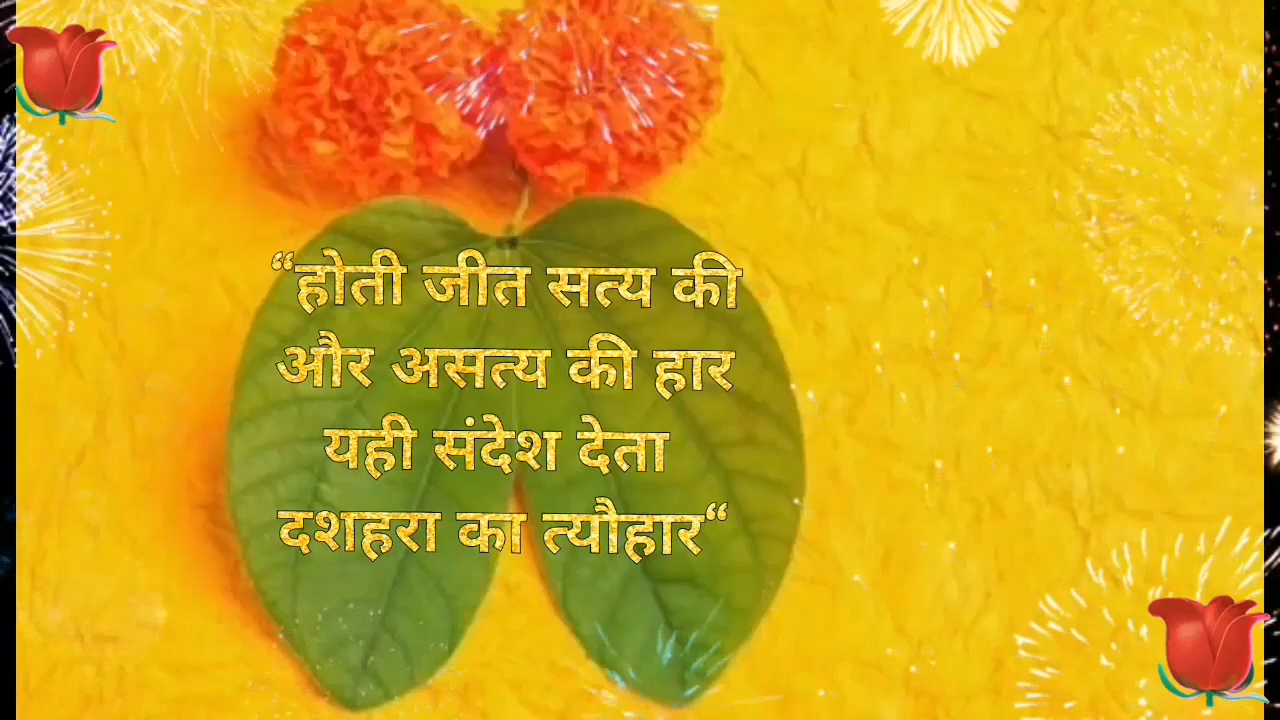 “होती जीत सत्य की
और असत्य की हार
यही संदेश देता
दशहरा का त्यौहार“